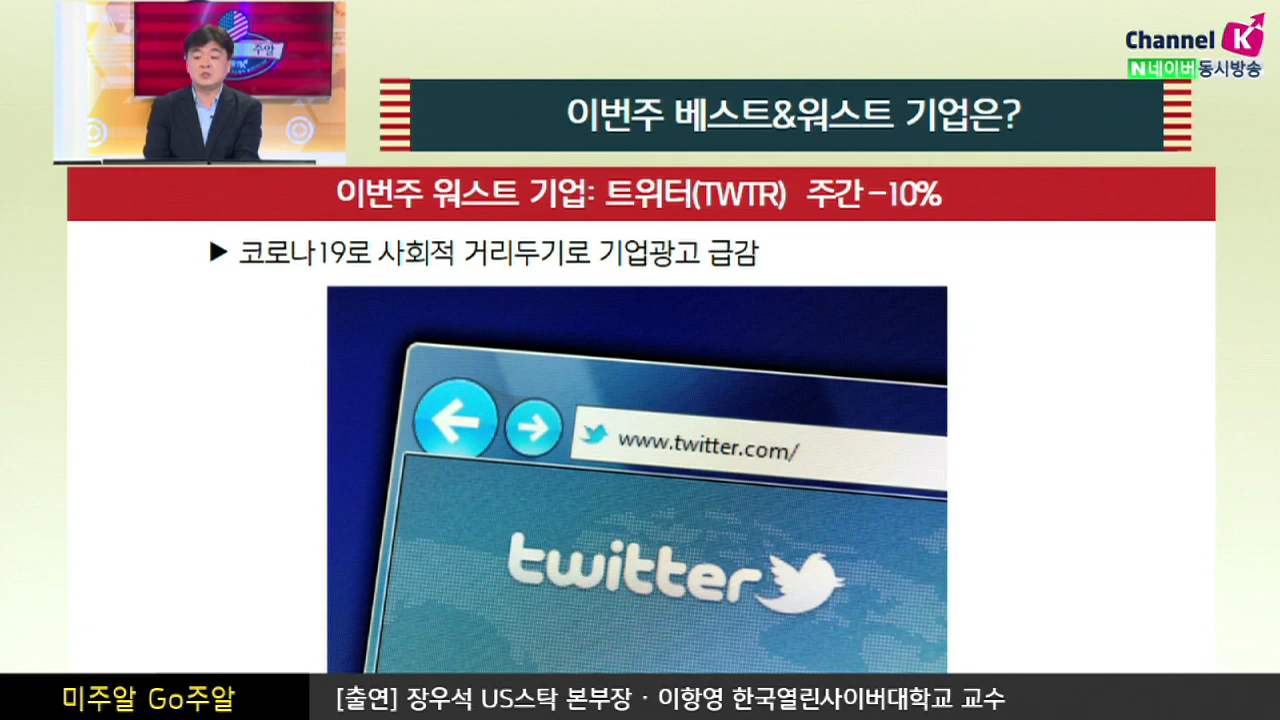 주알
Channel K
N네이버 동시방송
이번주 베스트&워스트 기업은?
이번주 워스트 기업: 트위터(TWTR) 주간 -10%
▶ 코로나19로 사회적 거리두기로 기업광고 급감
www.twitter.com/
twitter
미주알 Go주알
[출연] 장우석 US스탁 본부장 · 이항영 한국열린사이버대학교 교수